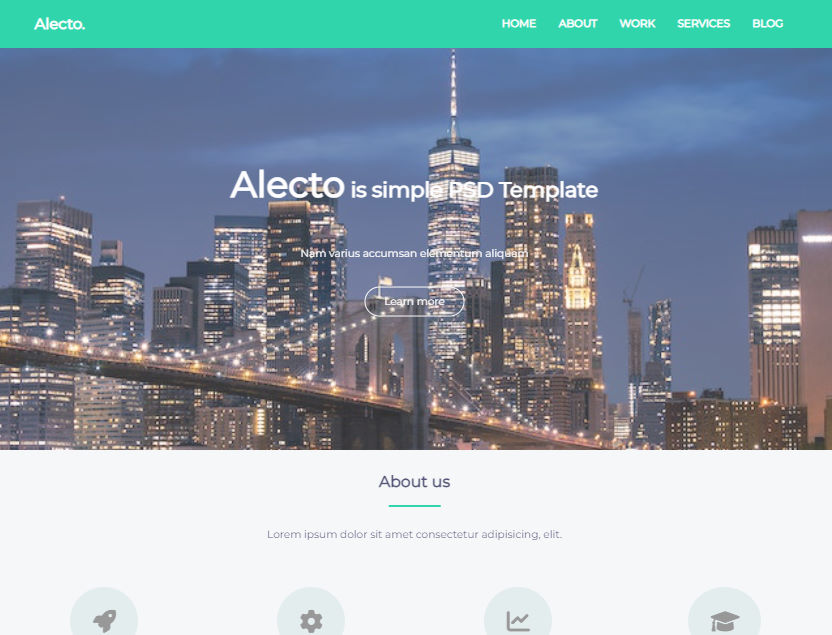 Alecto.
HOME ABOUT WORK SERVICES BLOG
Alecto is simple PSD Template
Nam varius accumsan elementum aliquam
Learn more
About us
Lorem ipsum dolor sit amet consectetur adipisicing, elit.